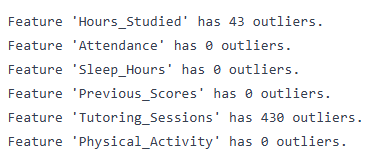 Feature 'Hours_Studied' has 43 outliers.
Feature 'Attendance' has 0 outliers.
Feature 'Sleep_Hours' has 0 outliers.
Feature 'Previous_Scores' has 0 outliers.
Feature 'Tutoring_Sessions' has 430 outliers.
Feature 'Physical_Activity' has 0 outliers.